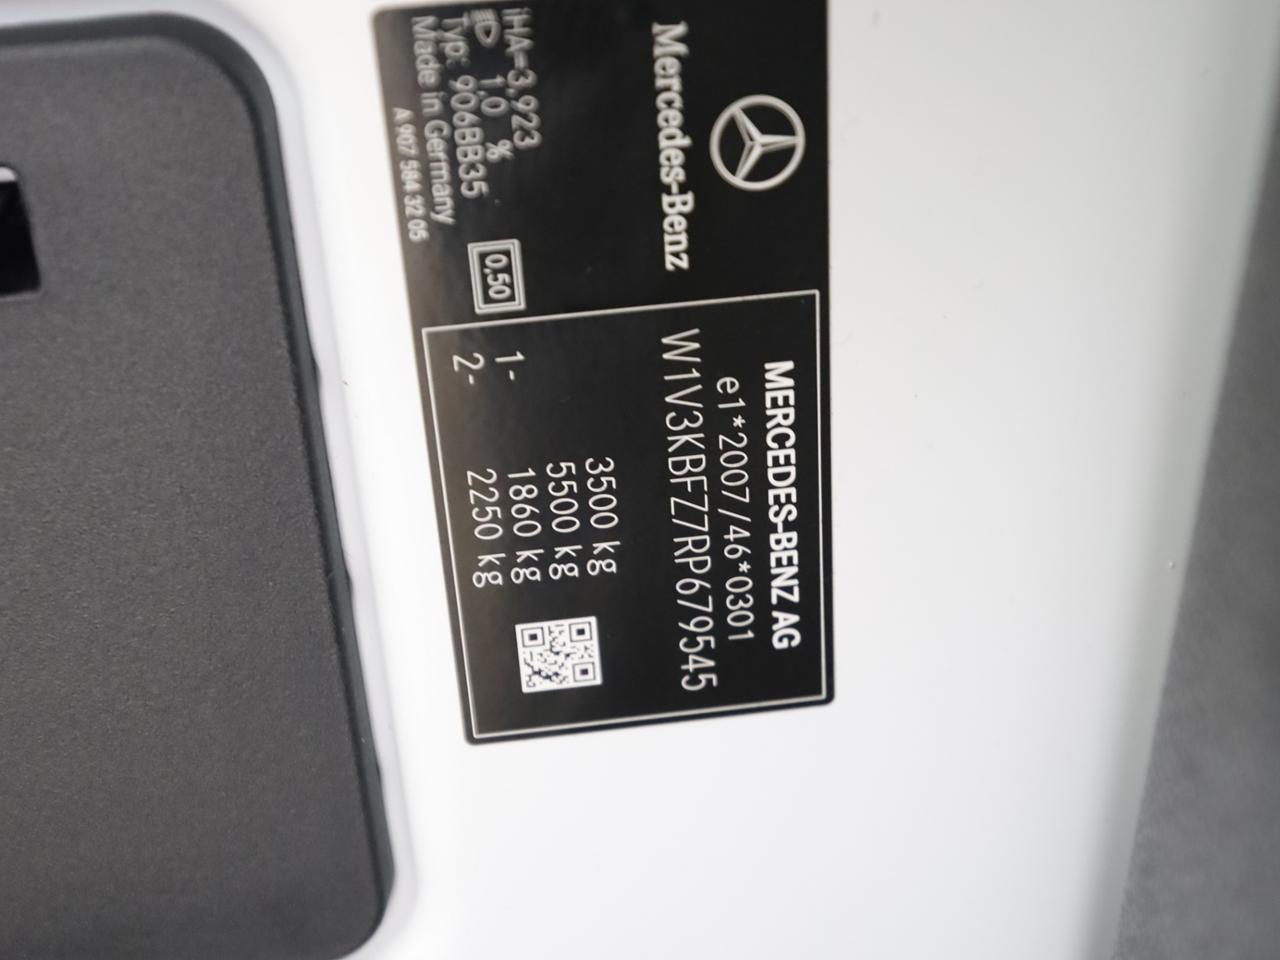 Mercedes-Benz
iHA=3,923
1,0 %
Typ: 906BB35
Made in Germany
A 907 584 32 05
0,50
MERCEDES-BENZ AG
e1*2007/46*0301
W1V3KBFZ7RP679545
3500 kg
5500 kg
1- 1860 kg
2- 2250 kg